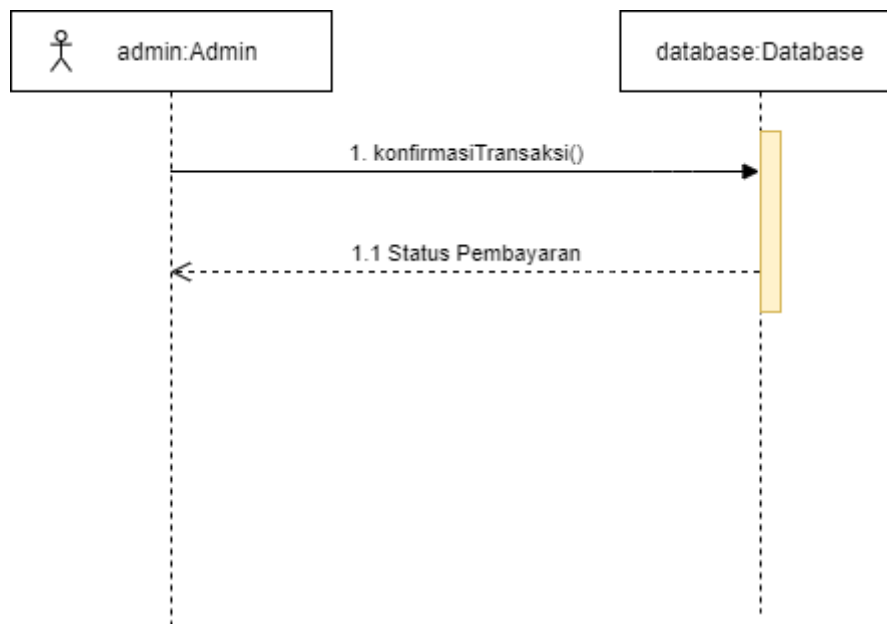 admin:Admin
database:Database
1. konfirmasiTransaksi()
1.1 Status Pembayaran